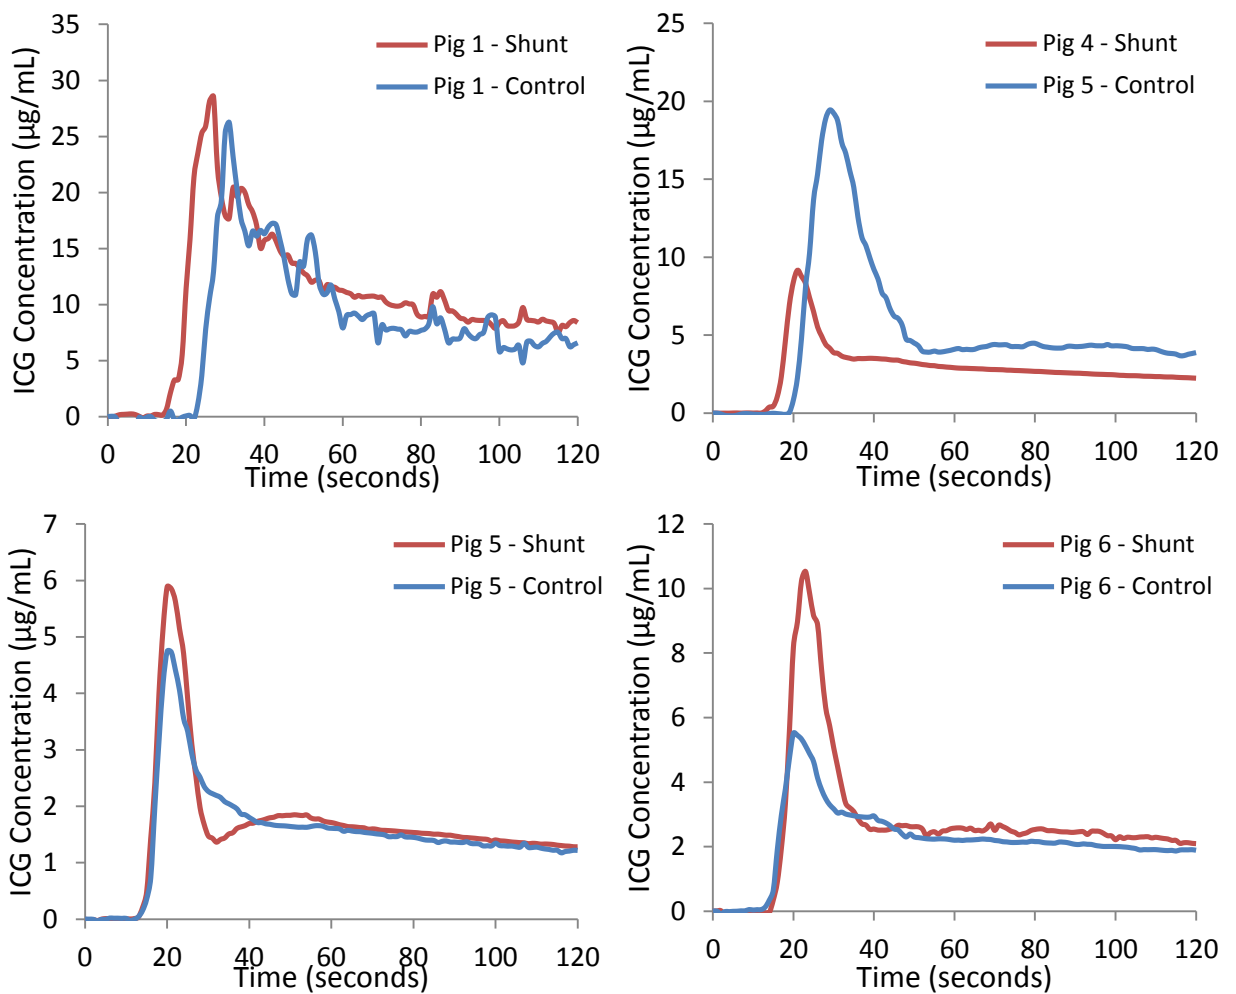 35
30
25
20
15
10
5
0
ICG Concentration (µg/mL)
Pig 1 - Shunt
Pig 1 - Control
0 20 40 60 80 100 120
Time (seconds)
25
20
15
10
5
0
ICG Concentration (µg/mL)
Pig 4 - Shunt
Pig 5 - Control
0 20 40 60 80 100 120
Time (seconds)
7
6
5
4
3
2
1
0
ICG Concentration (µg/mL)
Pig 5 - Shunt
Pig 5 - Control
0 20 40 60 80 100 120
Time (seconds)
12
10
8
6
4
2
0
ICG Concentration (µg/mL)
Pig 6 - Shunt
Pig 6 - Control
0 20 40 60 80 100 120
Time (seconds)